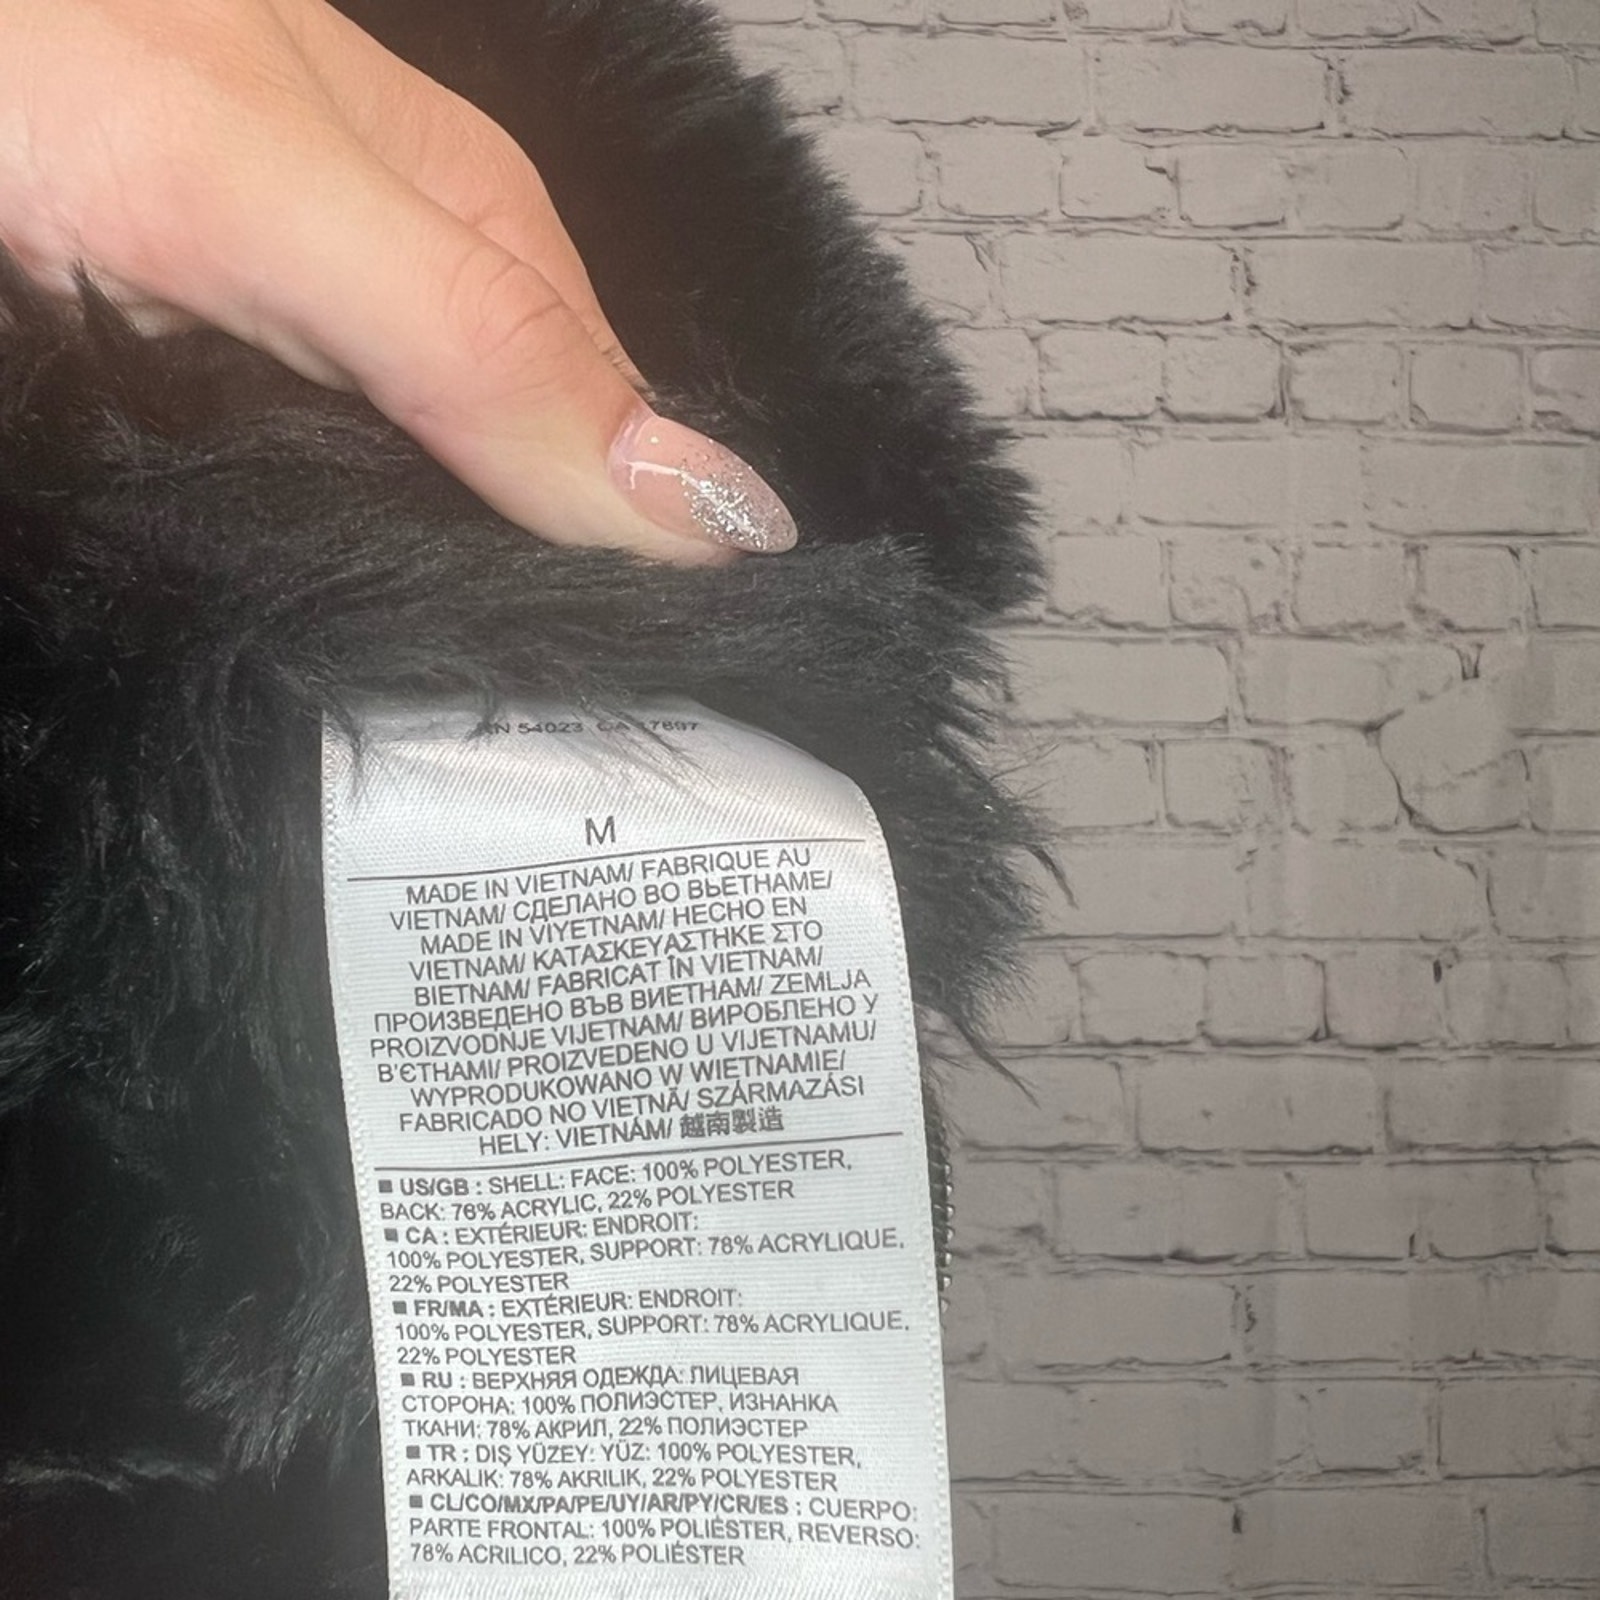 RN 54023 CA 17897
M
MADE IN VIETNAM/ FABRIQUE AU
VIETNAM/ СДЕЛАНО ВО ВЬЕТНАМЕ/
MADE IN VIYETNAM/ HECHO EN
VIETNAM/ ΚΑΤΑΣΚΕΥΑΣΤΗΚΕ ΣΤΟ
ΒΙΕΤΝΑΜ/ FABRICAT ÎN VIETNAM/
ПРОИЗВЕДЕНО ВЪВ ВИЕТНАМ/ ZEMLJA
PROIZVODNJE VIJETNAM/ ВИРОБЛЕНО У
В'ЄТНАМІ/ PROIZVEDENO U VIJETNAMU/
WYPRODUKOWANO W WIETNAMIE/
FABRICADO NO VIETNÃ/ SZÁRMAZÁSI
HELY: VIETNÁM/ 越南製造
■ US/GB : SHELL: FACE: 100% POLYESTER,
BACK: 78% ACRYLIC, 22% POLYESTER
■ CA : EXTÉRIEUR: ENDROIT:
100% POLYESTER, SUPPORT: 78% ACRYLIQUE,
22% POLYESTER
■ FR/MA : EXTÉRIEUR: ENDROIT:
100% POLYESTER, SUPPORT: 78% ACRYLIQUE,
22% POLYESTER
■ RU : ВЕРХНЯЯ ОДЕЖДА: ЛИЦЕВАЯ
СТОРОНА: 100% ПОЛИЭСТЕР, ИЗНАНКА
ТКАНИ: 78% АКРИЛ, 22% ПОЛИЭСТЕР
■ TR : DIŞ YÜZEY: YÜZ: 100% POLYESTER,
ARKALIK: 78% AKRILIK, 22% POLYESTER
■ CL/CO/MX/PA/PE/UY/AR/PY/CR/ES : CUERPO:
PARTE FRONTAL: 100% POLIÉSTER, REVERSO:
78% ACRILICO, 22% POLIÉSTER